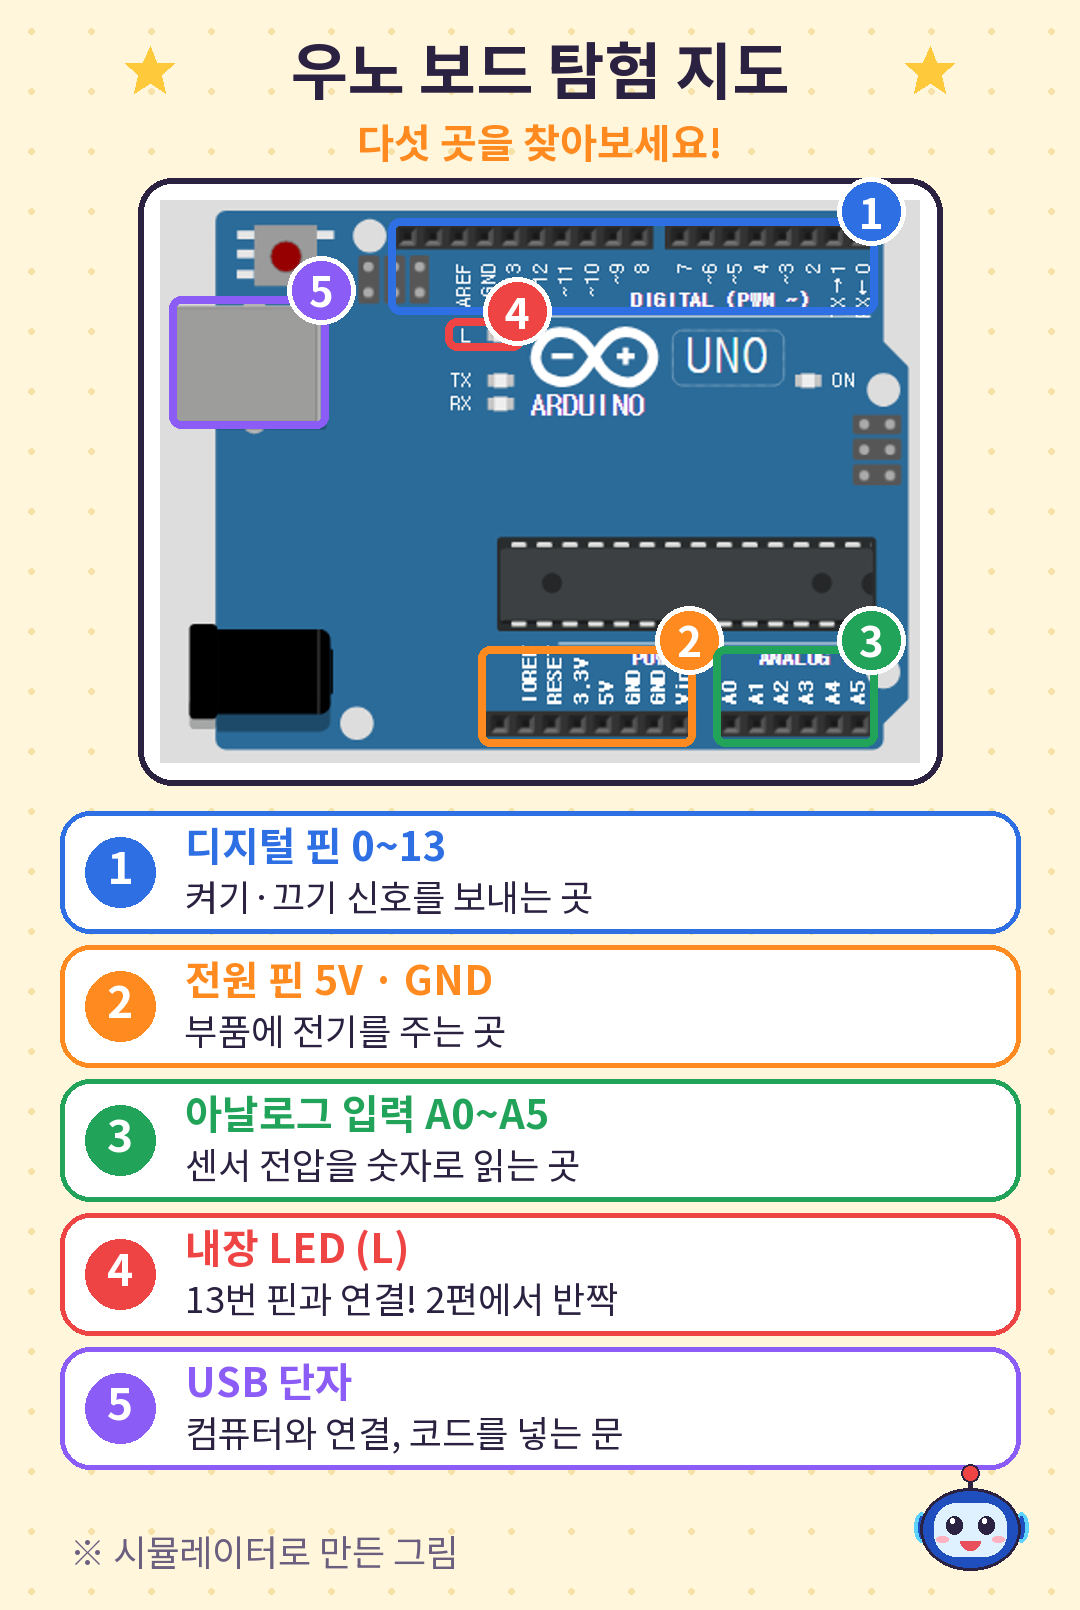 우노 보드 탐험 지도
다섯 곳을 찾아보세요!
1
AREF
GND
12
~11
~10
~9
8
7
~6
~5
4
~3
2
DIGITAL (PWM ~)
5
4
L
TX
RX
ARDUINO
UNO
ON
2
3
RESET
3.3V
5V
GND
GND
Vin
ANALOG
A0
A1
A2
A3
A4
A5
1
디지털 핀 0~13
켜기·끄기 신호를 보내는 곳
2
전원 핀 5V · GND
부품에 전기를 주는 곳
3
아날로그 입력 A0~A5
센서 전압을 숫자로 읽는 곳
4
내장 LED (L)
13번 핀과 연결! 2편에서 반짝
5
USB 단자
컴퓨터와 연결, 코드를 넣는 문
※ 시뮬레이터로 만든 그림